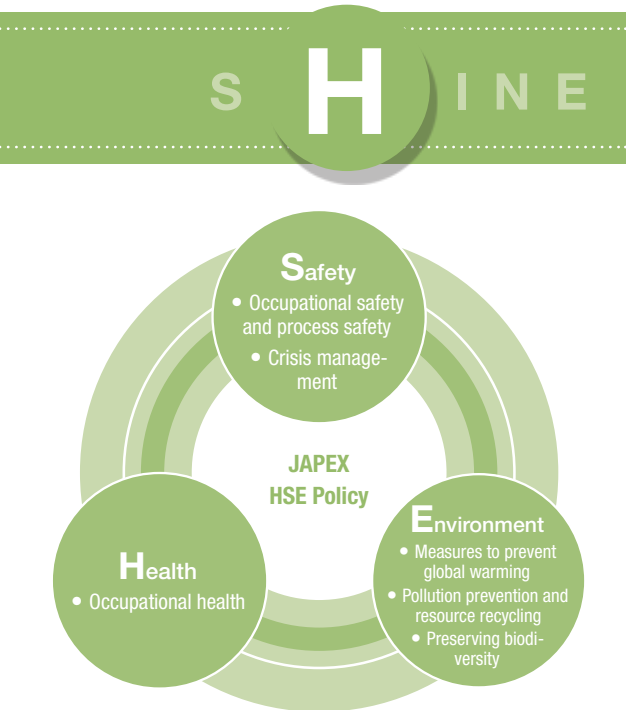 S H I N E
Safety
• Occupational safety
and process safety
• Crisis manage-
ment
JAPEX
HSE Policy
Health
• Occupational health
Environment
• Measures to prevent
global warming
• Pollution prevention and
resource recycling
• Preserving biodi-
versity